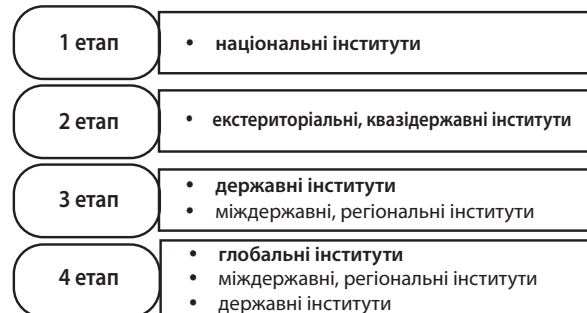 1 етап
• національні інститути
2 етап
• екстериторіальні, квазідержавні інститути
3 етап
• державні інститути
• міждержавні, регіональні інститути
4 етап
• глобальні інститути
• міждержавні, регіональні інститути
• державні інститути